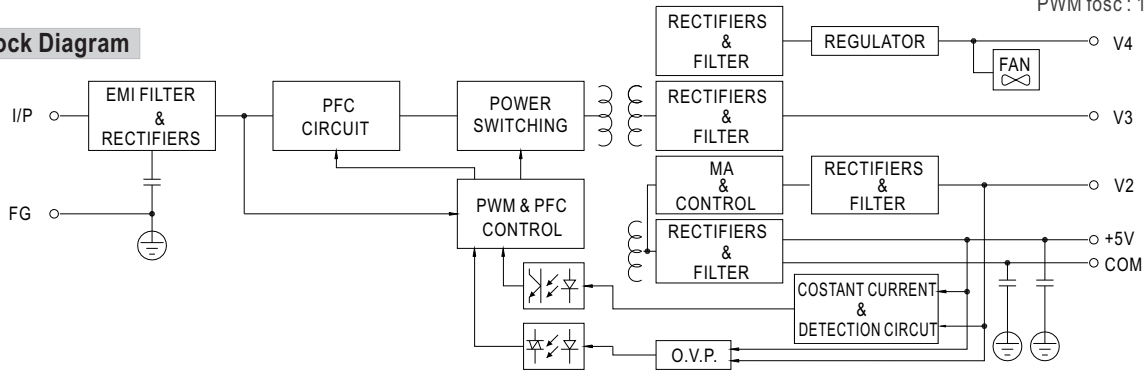 PWM fosc : 1
ock Diagram
I/P
EMI FILTER
&
RECTIFIERS
PFC
CIRCUIT
POWER
SWITCHING
RECTIFIERS
&
FILTER
REGULATOR
FAN
V4
RECTIFIERS
&
FILTER
V3
MA
&
CONTROL
RECTIFIERS
&
FILTER
V2
FG
PWM & PFC
CONTROL
RECTIFIERS
&
FILTER
+5V
COM
COSTANT CURRENT
&
DETECTION CIRCUT
O.V.P.